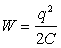 W = q²/2C